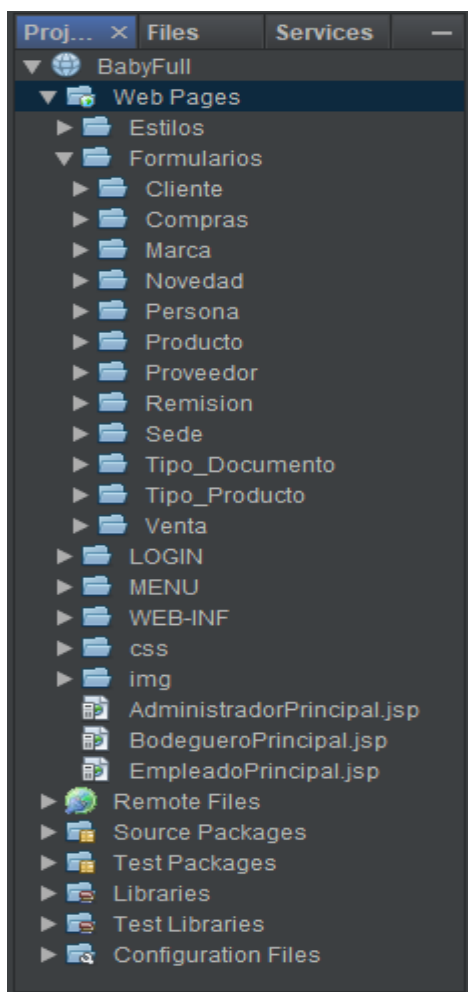 Proj... × Files Services –
BabyFull
Web Pages
Estilos
Formularios
Cliente
Compras
Marca
Novedad
Persona
Producto
Proveedor
Remision
Sede
Tipo_Documento
Tipo_Producto
Venta
LOGIN
MENU
WEB-INF
css
img
AdministradorPrincipal.jsp
BodegueroPrincipal.jsp
EmpleadoPrincipal.jsp
Remote Files
Source Packages
Test Packages
Libraries
Test Libraries
Configuration Files